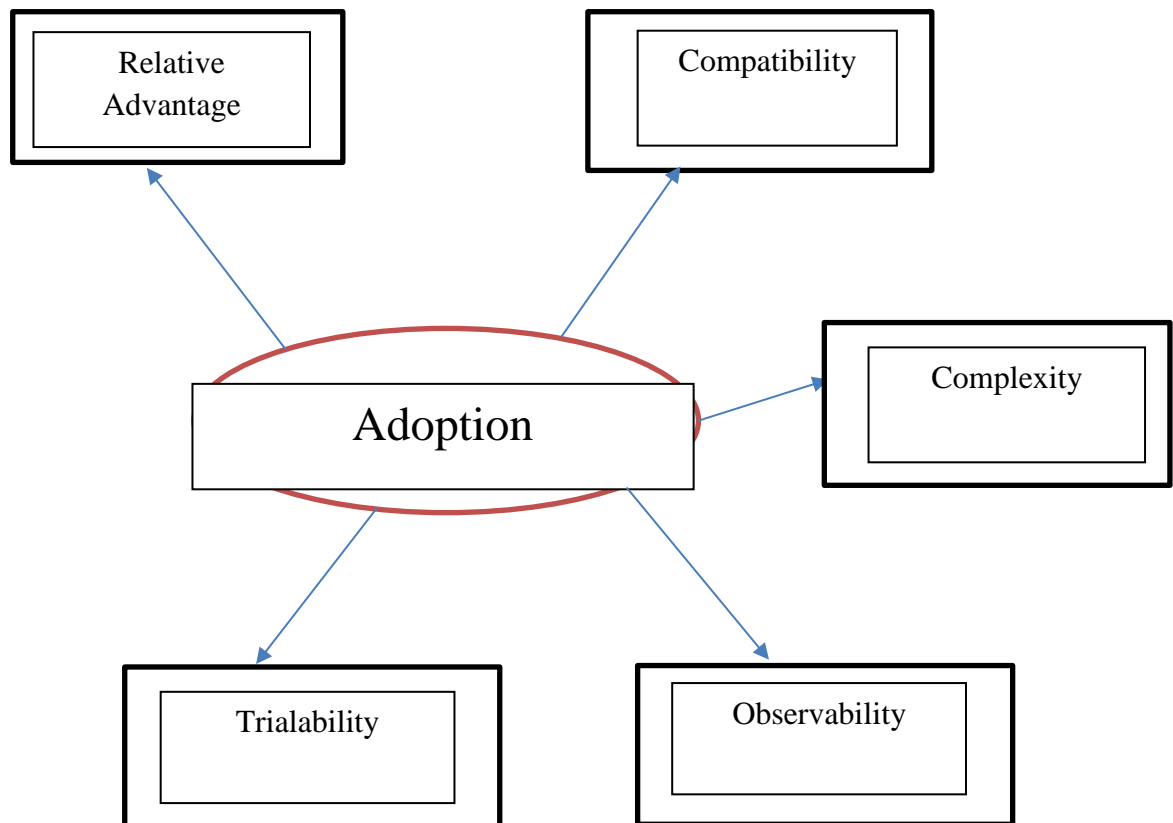 Relative
Advantage
Compatibility
Complexity
Adoption
Trialability
Observability